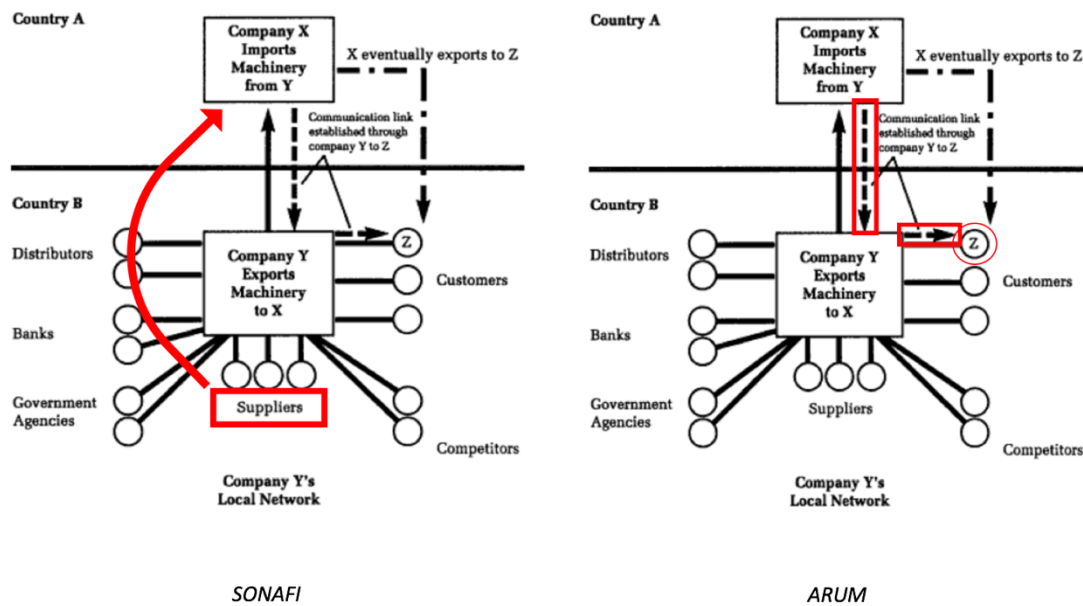 Country A
Company X
Imports
Machinery
from Y
X eventually exports to Z
Communication link
established through
company Y to Z
Country B
Distributors
Z
Company Y
Exports
Machinery
to X
Customers
Banks
Government
Agencies
Suppliers
Competitors
Company Y's
Local Network
SONAFI
Country A
Company X
Imports
Machinery
from Y
X eventually exports to Z
Communication link
established through
company Y to Z
Country B
Distributors
Z
Company Y
Exports
Machinery
to X
Customers
Banks
Government
Agencies
Suppliers
Competitors
Company Y's
Local Network
ARUM